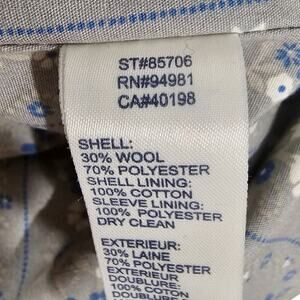 ST#85706
RN#94981
CA#40198
SHELL:
30% WOOL
70% POLYESTER
SHELL LINING:
100% COTTON
SLEEVE LINING:
100% POLYESTER
DRY CLEAN
EXTERIEUR:
30% LAINE
70% POLYESTER
EXTERIEUR
DOUBLURE:
100% COTON